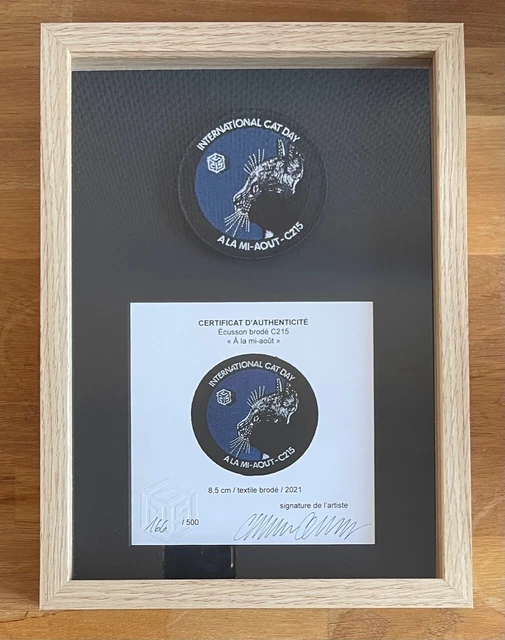 INTERNATIONAL CAT DAY
A LA MI-AOUT - C215
CERTIFICAT D'AUTHENTICITÉ
Écusson brodé C215
« À la mi-août »
INTERNATIONAL CAT DAY
A LA MI-AOUT - C215
8,5 cm / textile brodé / 2021
signature de l'artiste
166 / 500